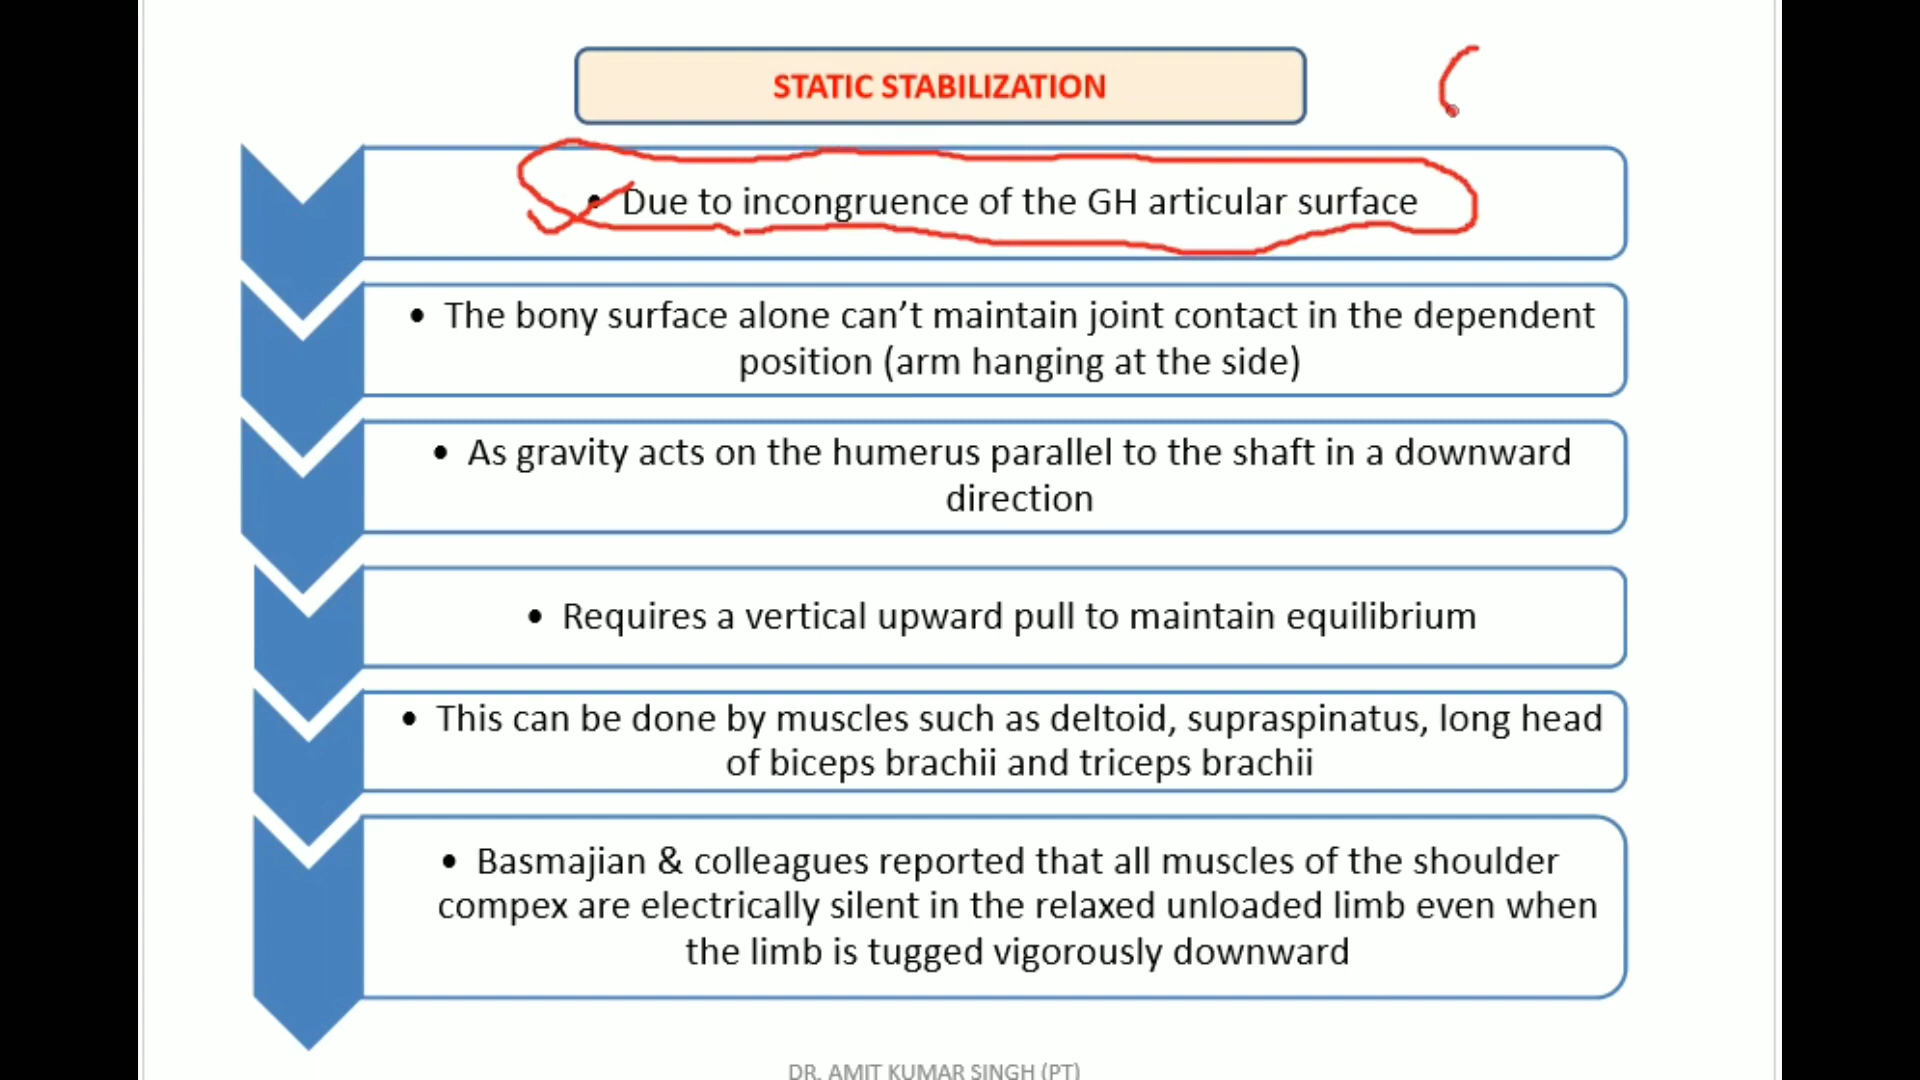 STATIC STABILIZATION
• Due to incongruence of the GH articular surface
• The bony surface alone can’t maintain joint contact in the dependent
position (arm hanging at the side)
• As gravity acts on the humerus parallel to the shaft in a downward
direction
• Requires a vertical upward pull to maintain equilibrium
• This can be done by muscles such as deltoid, supraspinatus, long head
of biceps brachii and triceps brachii
• Basmajian & colleagues reported that all muscles of the shoulder
compex are electrically silent in the relaxed unloaded limb even when
the limb is tugged vigorously downward
DR. AMIT KUMAR SINGH (PT)